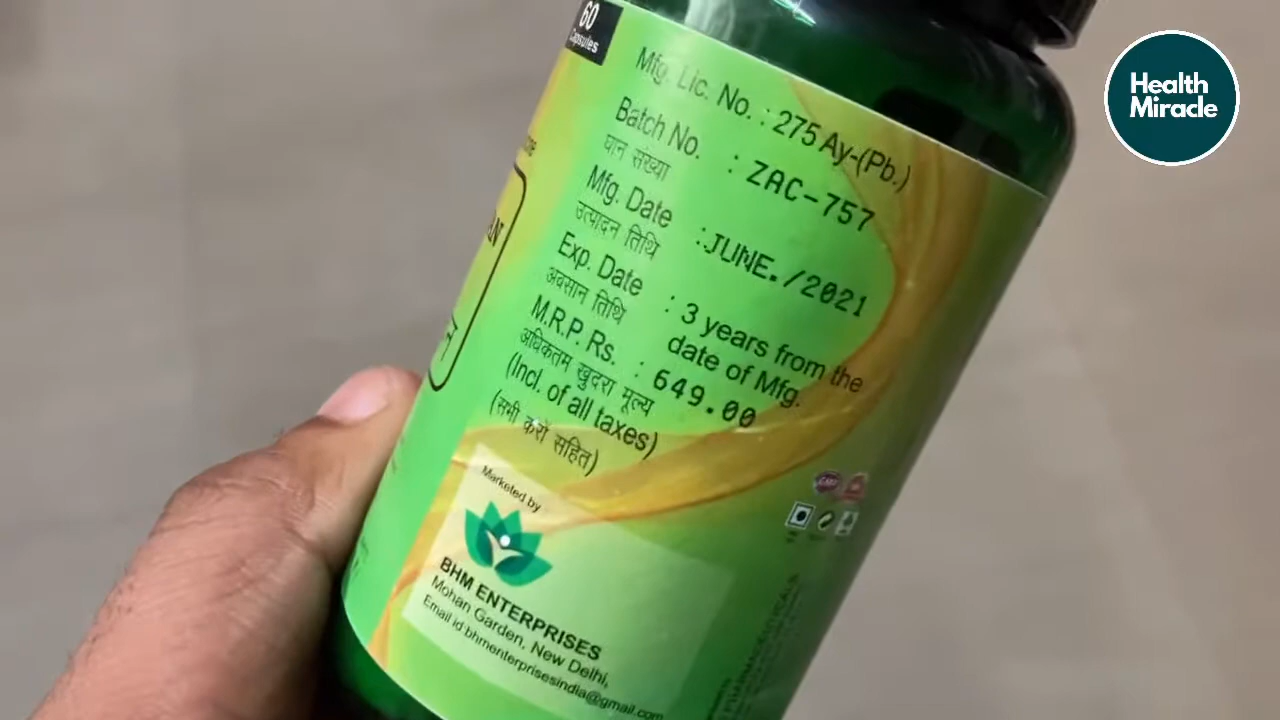 60
Capsules
Mfg. Lic. No. : 275 Ay-(Pb.)
Batch No. : ZAC-757
घान संख्या
Mfg. Date :JUNE./2021
उत्पादन तिथि
Exp. Date : 3 years from the
अवसान तिथि date of Mfg.
M.R.P. Rs. : 649.00
अधिकतम खुदरा मूल्य
(Incl. of all taxes)
(सभी करों सहित)
Marketed by
BHM ENTERPRISES
Mohan Garden, New Delhi,
Email id:bhmenterprisesindia@gmail.com
Health
Miracle